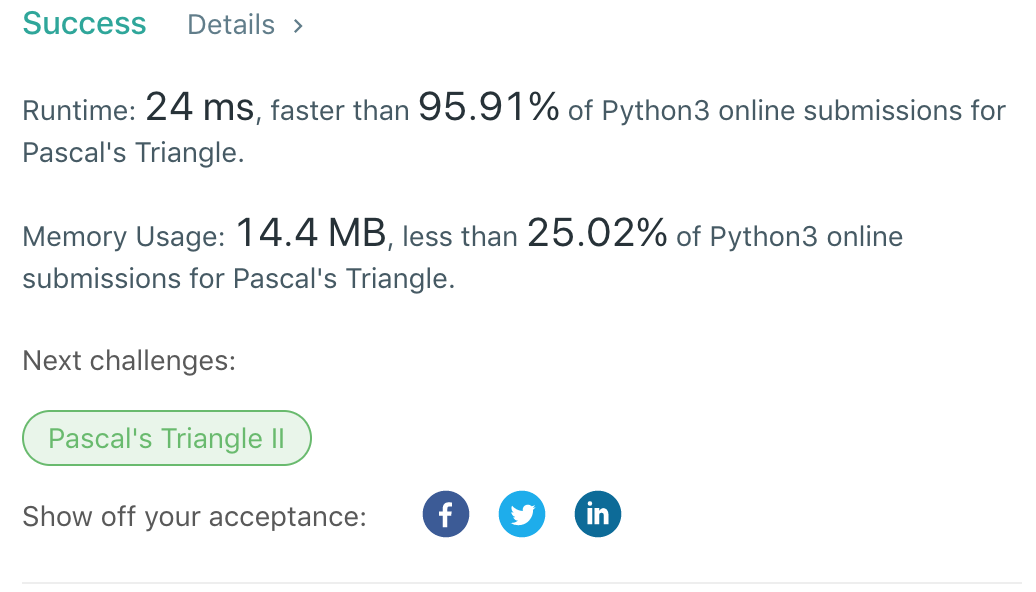 Success Details >
Runtime: 24 ms, faster than 95.91% of Python3 online submissions for
Pascal's Triangle.
Memory Usage: 14.4 MB, less than 25.02% of Python3 online
submissions for Pascal's Triangle.
Next challenges:
Pascal's Triangle II
Show off your acceptance: f in